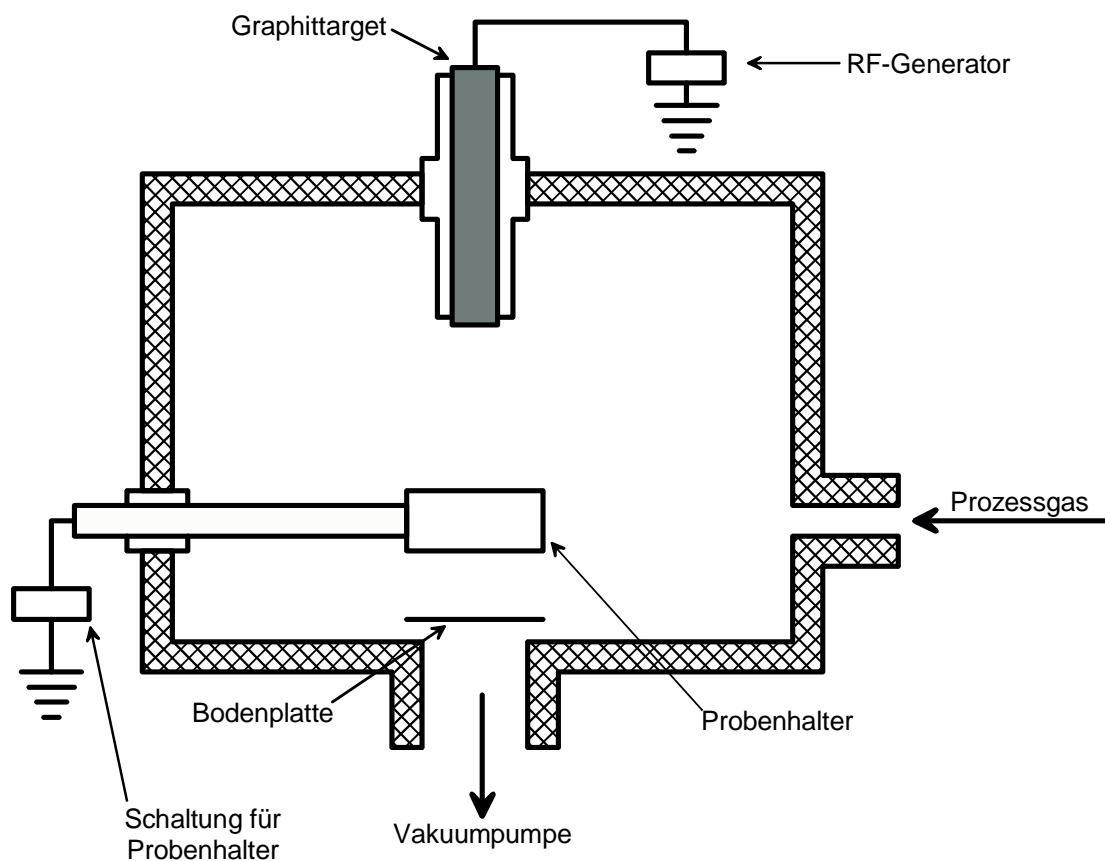 Graphittarget
RF-Generator
Prozessgas
Bodenplatte
Probenhalter
Schaltung für
Probenhalter
Vakuumpumpe